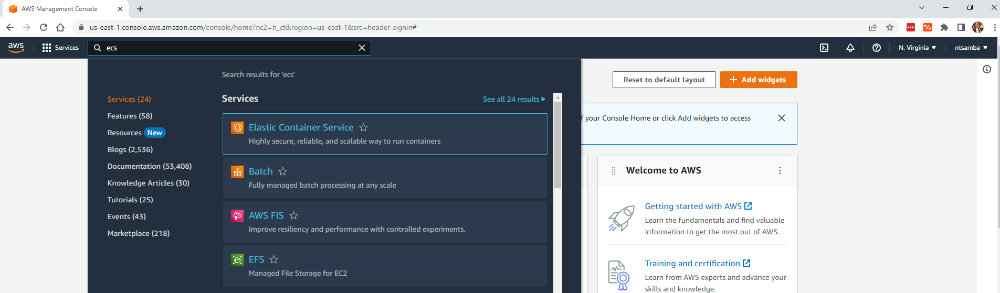 AWS Management Console
us-east-1.console.aws.amazon.com/console/home?nc2=h_ct&region=us-east-1&src=header-signin#
aws Services ecs N. Virginia ntsamba
Search results for 'ecs'
Reset to default layout Add widgets
Services (24)
Features (58)
Resources New
Blogs (2,536)
Documentation (53,408)
Knowledge Articles (30)
Tutorials (25)
Events (43)
Marketplace (218)
Services See all 24 results
Elastic Container Service
Highly secure, reliable, and scalable way to run containers
Batch
Fully managed batch processing at any scale
AWS FIS
Improve resiliency and performance with controlled experiments.
EFS
Managed File Storage for EC2
f your Console Home or click Add widgets to access
Welcome to AWS
Getting started with AWS
Learn the fundamentals and find valuable
information to get the most out of AWS.
Training and certification
Learn from AWS experts and advance your
skills and knowledge.